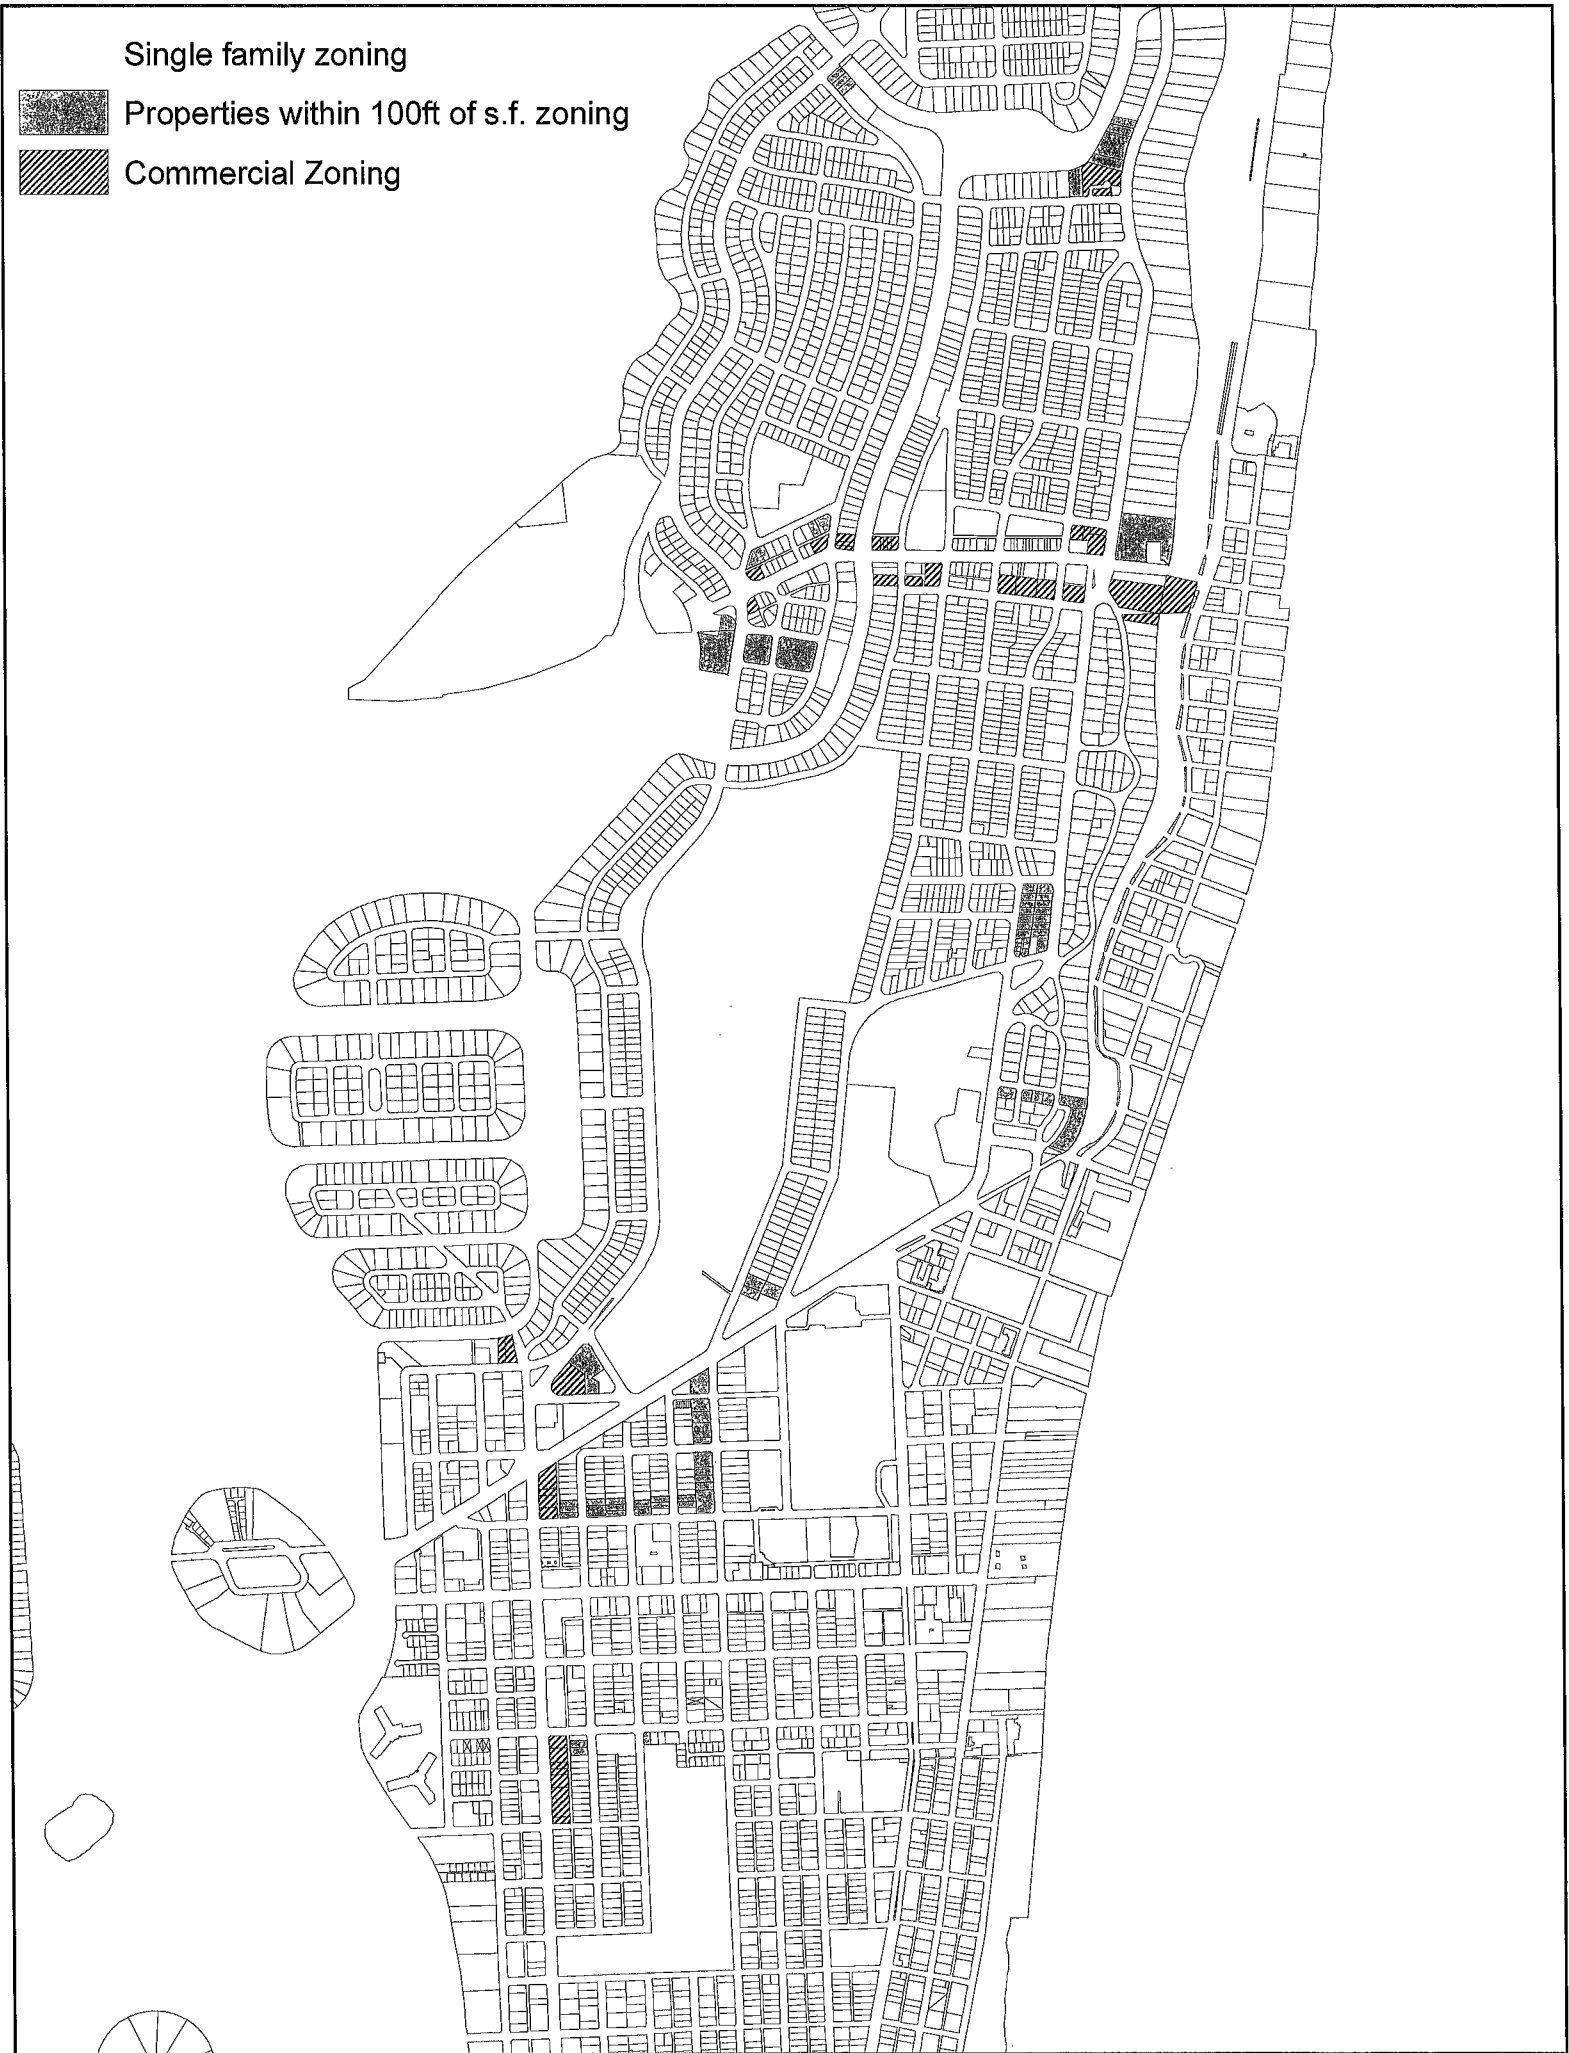 Single family zoning
Properties within 100ft of s.f. zoning
Commercial Zoning